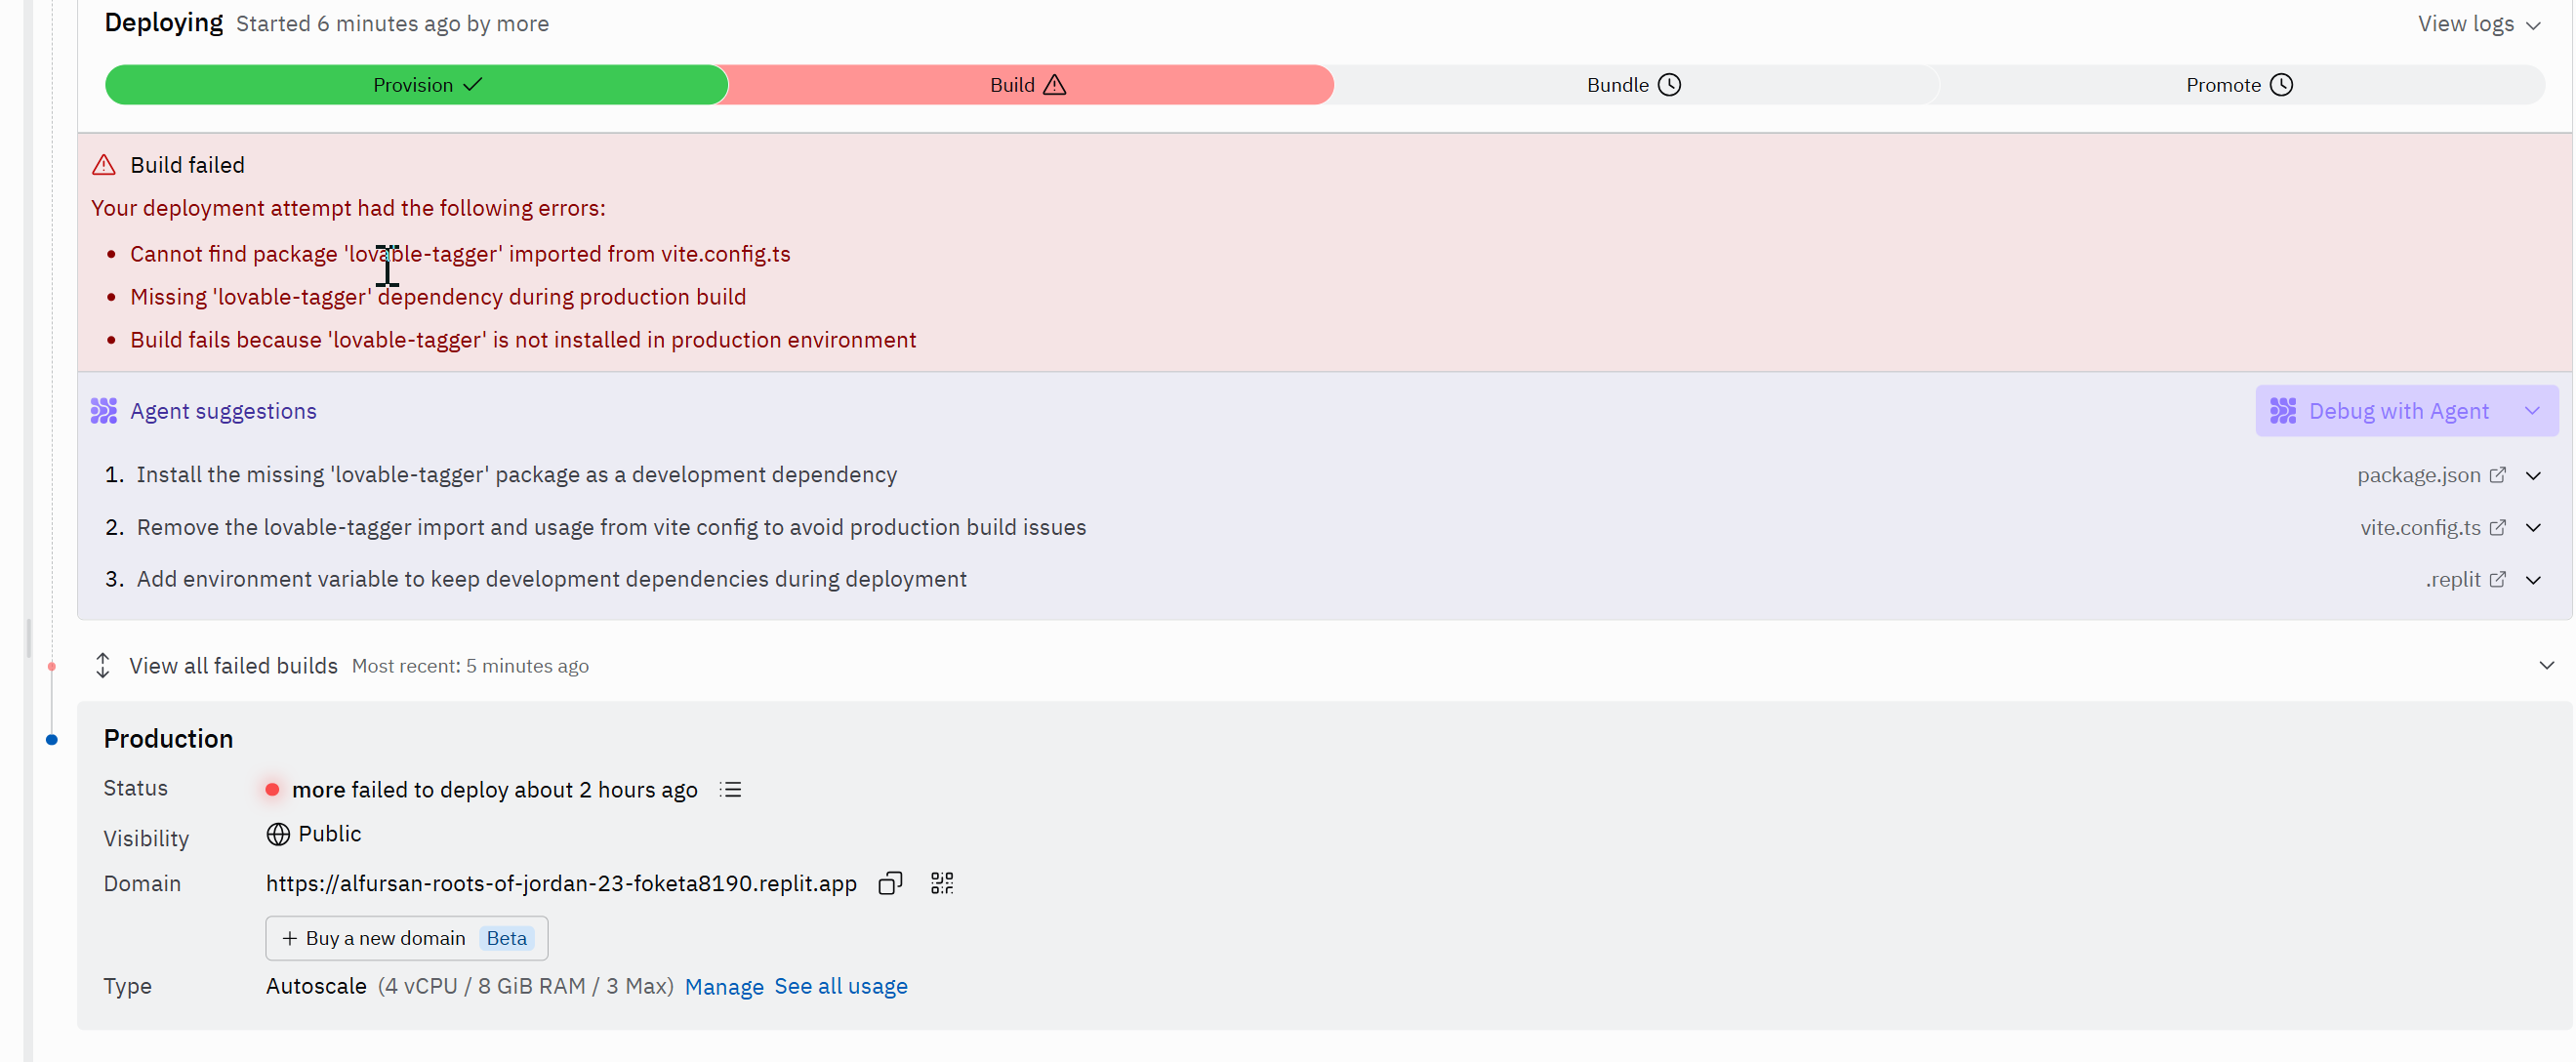 Deploying Started 6 minutes ago by more View logs
Provision Build Bundle Promote
Build failed
Your deployment attempt had the following errors:
• Cannot find package 'lovable-tagger' imported from vite.config.ts
• Missing 'lovable-tagger' dependency during production build
• Build fails because 'lovable-tagger' is not installed in production environment
Agent suggestions Debug with Agent
1. Install the missing 'lovable-tagger' package as a development dependency package.json
2. Remove the lovable-tagger import and usage from vite config to avoid production build issues vite.config.ts
3. Add environment variable to keep development dependencies during deployment .replit
View all failed builds Most recent: 5 minutes ago
Production
Status more failed to deploy about 2 hours ago
Visibility Public
Domain https://alfursan-roots-of-jordan-23-foketa8190.replit.app
+ Buy a new domain Beta
Type Autoscale (4 vCPU / 8 GiB RAM / 3 Max) Manage See all usage